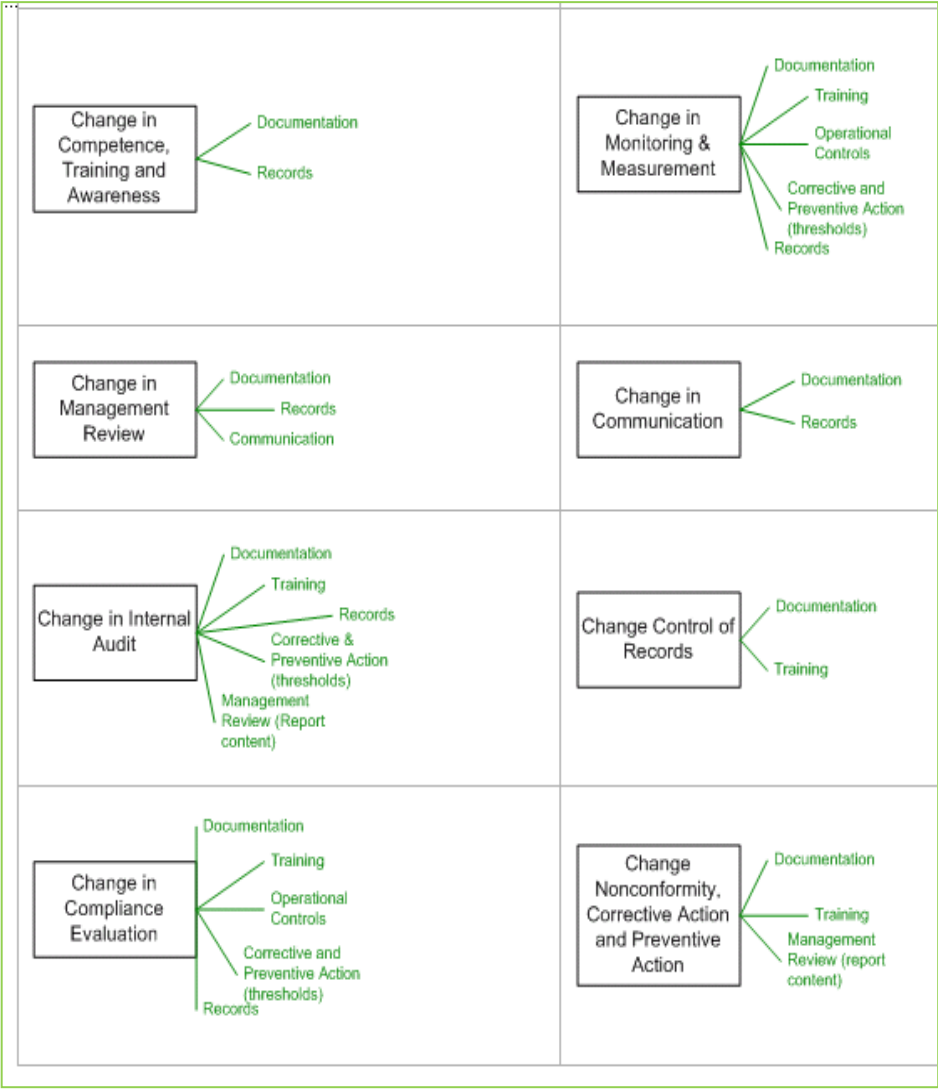 ...
Change in
Competence,
Training and
Awareness
Documentation
Records
Change in
Monitoring &
Measurement
Documentation
Training
Operational
Controls
Corrective and
Preventive Action
(thresholds)
Records
Change in
Management
Review
Documentation
Records
Communication
Change in
Communication
Documentation
Records
Change in Internal
Audit
Documentation
Training
Records
Corrective &
Preventive Action
(thresholds)
Management
Review (Report
content)
Change Control of
Records
Documentation
Training
Change in
Compliance
Evaluation
Documentation
Training
Operational
Controls
Corrective and
Preventive Action
(thresholds)
Records
Change
Nonconformity,
Corrective Action
and Preventive
Action
Documentation
Training
Management
Review (report
content)